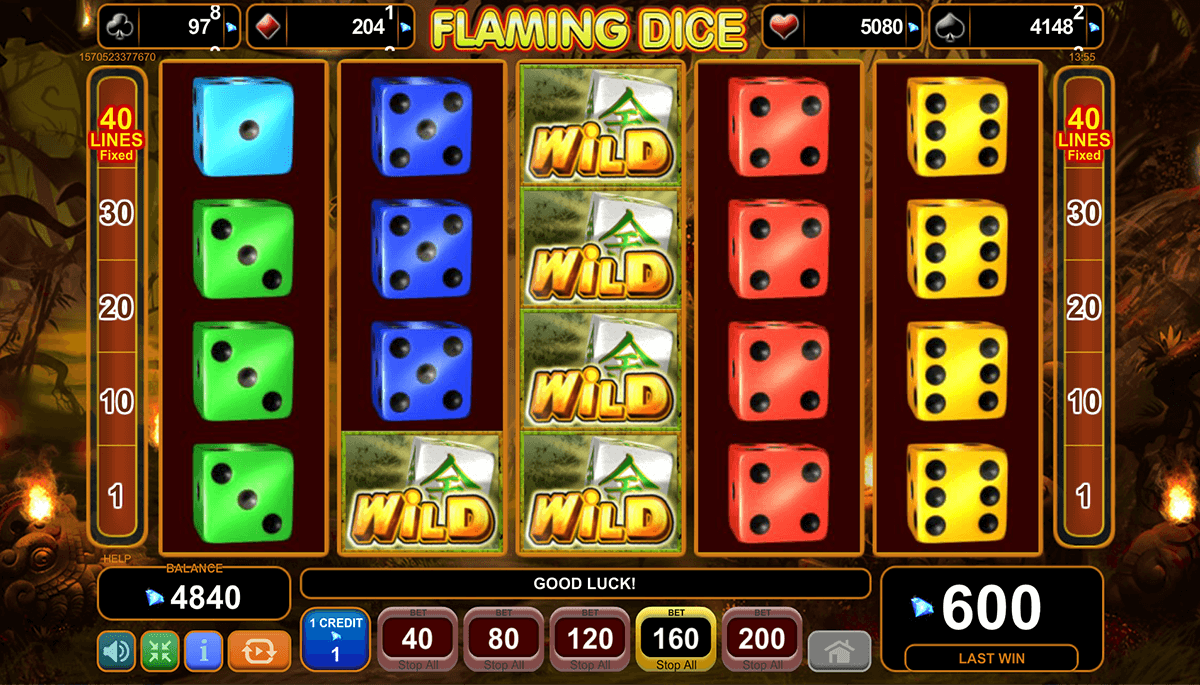 97 8
204 1
FLAMING DICE
5080
4148 2
1570523377670
13:55
40
LINES
Fixed
30
20
10
1
40
LINES
Fixed
30
20
10
1
WILD
WILD
WILD
WILD
WILD
HELP
BALANCE
4840
GOOD LUCK!
600
LAST WIN
1 CREDIT
1
BET
40
Stop All
BET
80
Stop All
BET
120
Stop All
BET
160
Stop All
BET
200
Stop All
i